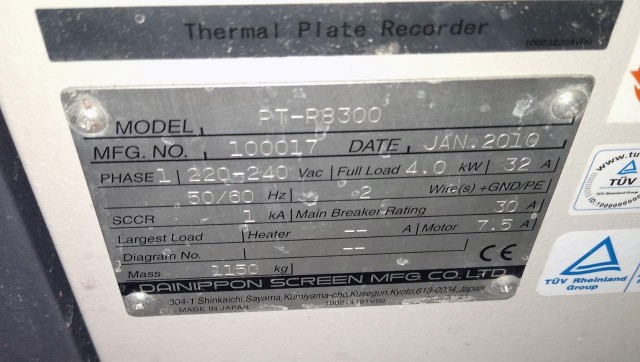 Thermal Plate Recorder
MODEL PT-R8300
MFG. NO. 100017 DATE JAN. 2010
PHASE 1 220-240 Vac Full Load 4.0 kW 32 A
50/60 Hz 2 Wire(s) +GND/PE
SCCR 1 kA Main Breaker Rating 30 A
Largest Load Heater -- A Motor 7.5 A
Diagram No. --
Mass 1150 kg CE
DAINIPPON SCREEN MFG. CO. LTD.
304-1 Shinkaichi, Sayama, Kumiyama-cho, Kusegun, Kyoto, 613-0034, Japan
MADE IN JAPAN
www.tu
TÜV
TÜV Rheinland
Group